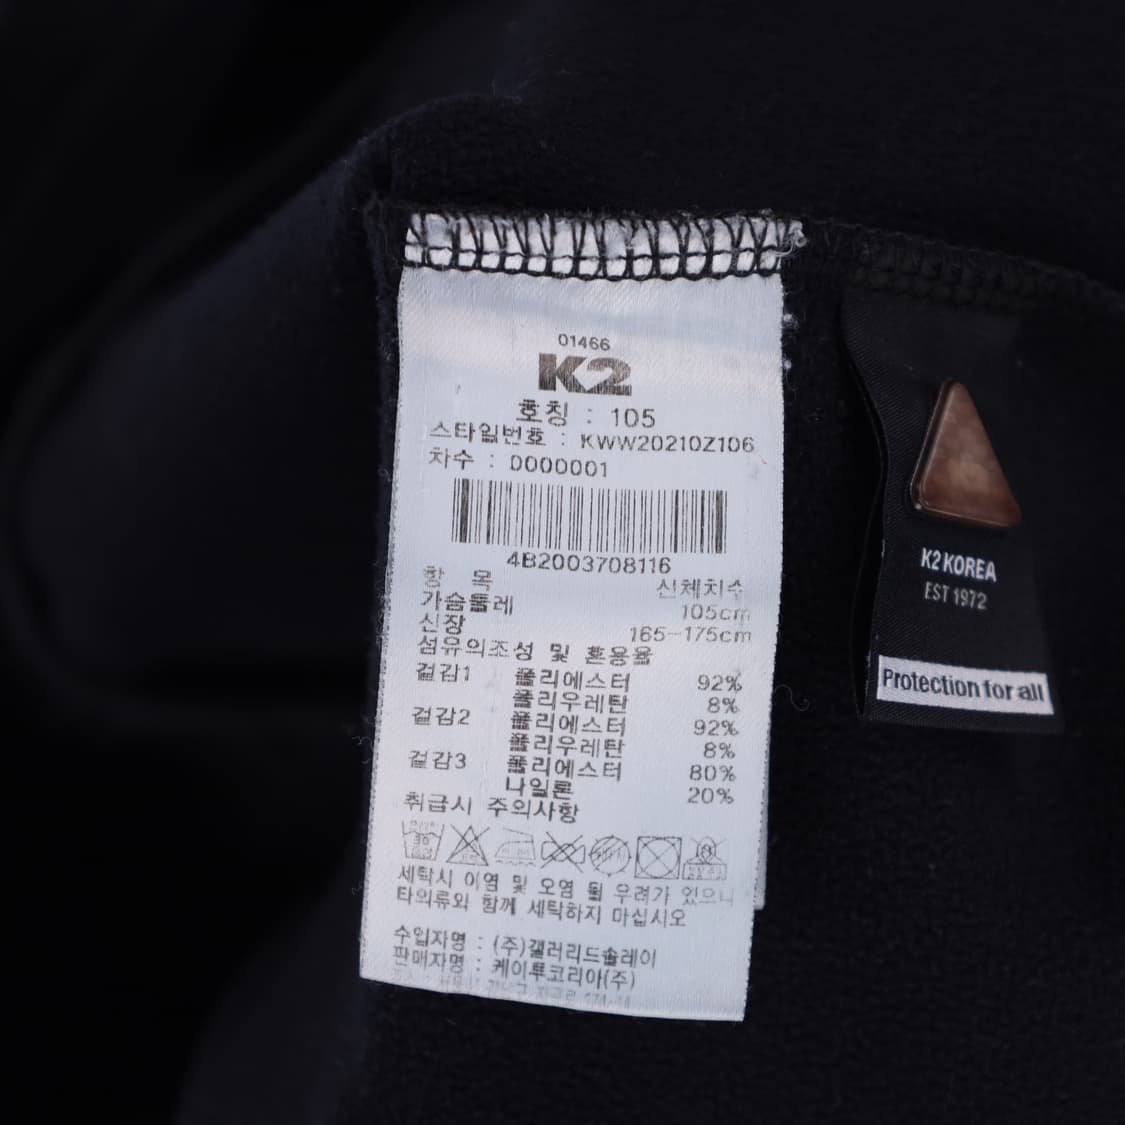 01466
K2
호칭 : 105
스타일번호 : KWW20210Z106
차수 : 0000001
4B2003708116
항 목 신체치수
가슴둘레 105cm
신장 165-175cm
섬유의조성 및 혼용율
겉감1 폴리에스터 92%
폴리우레탄 8%
겉감2 폴리에스터 92%
폴리우레탄 8%
겉감3 폴리에스터 80%
나일론 20%
취급시 주의사항
30
세탁시 이염 및 오염 될 우려가 있으니
타의류와 함께 세탁하지 마십시오
수입자명 : (주)갤러리드솔레이
판매자명 : 케이투코리아(주)
K2 KOREA
EST 1972
Protection for all